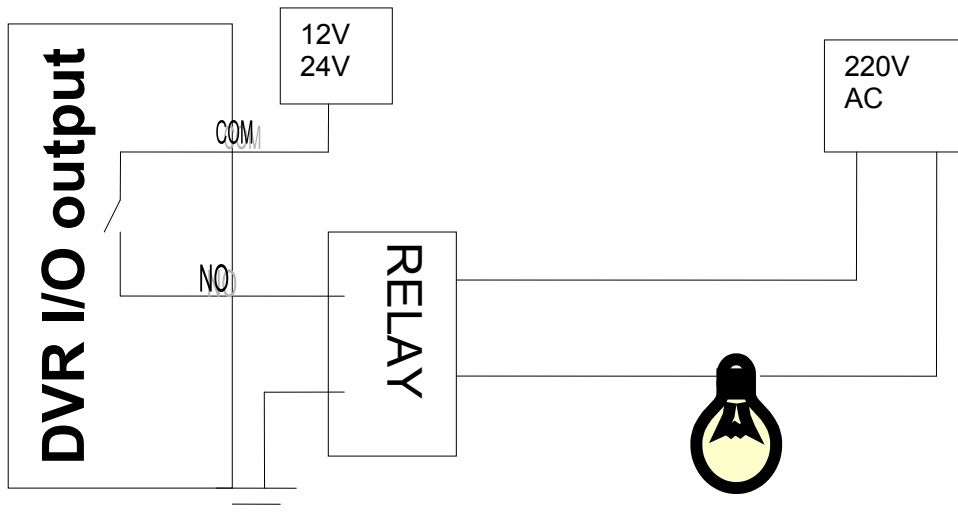 DVR I/O output
12V
24V
COM
NO
RELAY
220V
AC